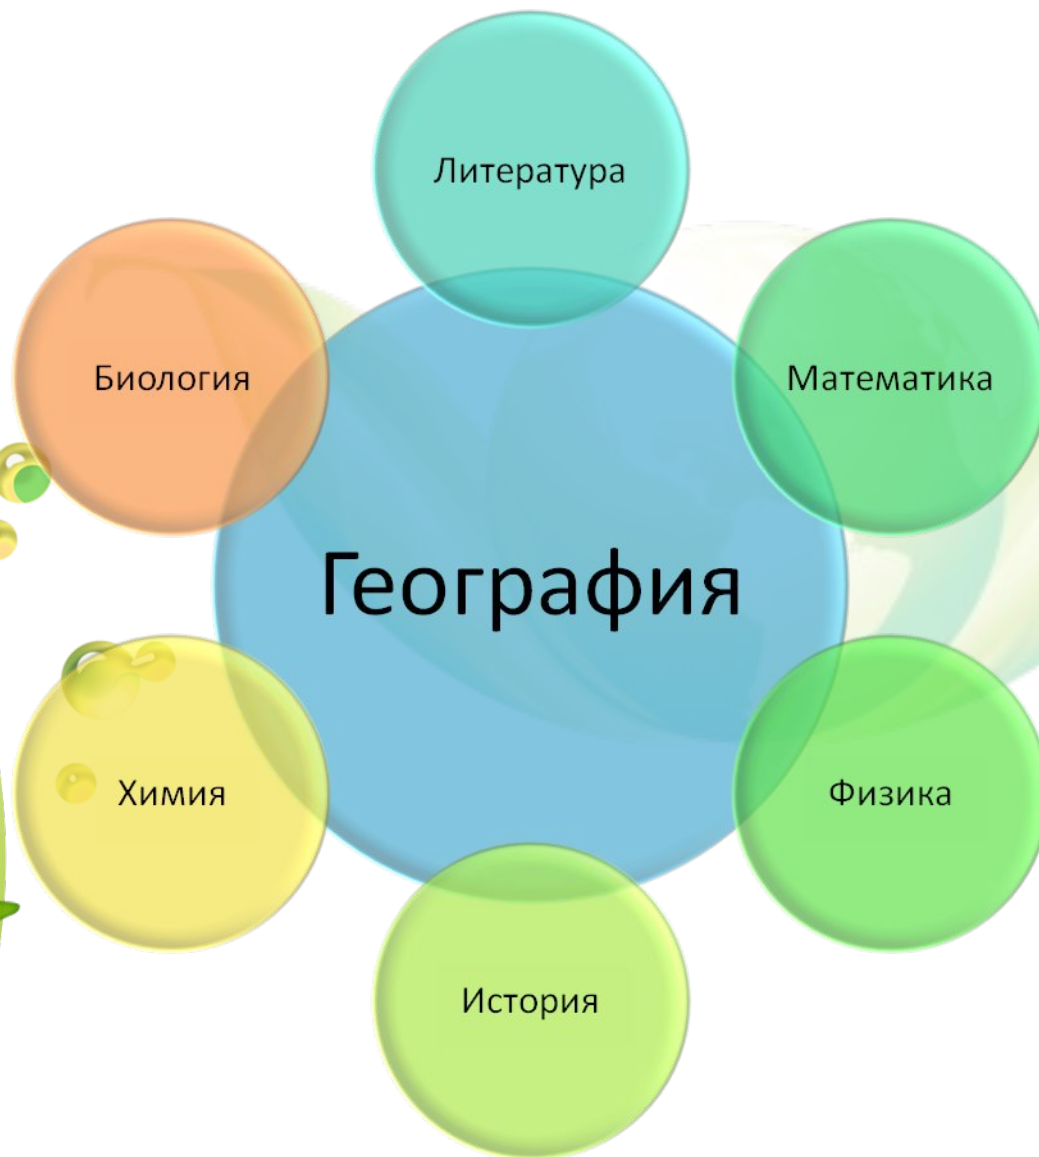 Литература
Биология
Математика
География
Химия
Физика
История